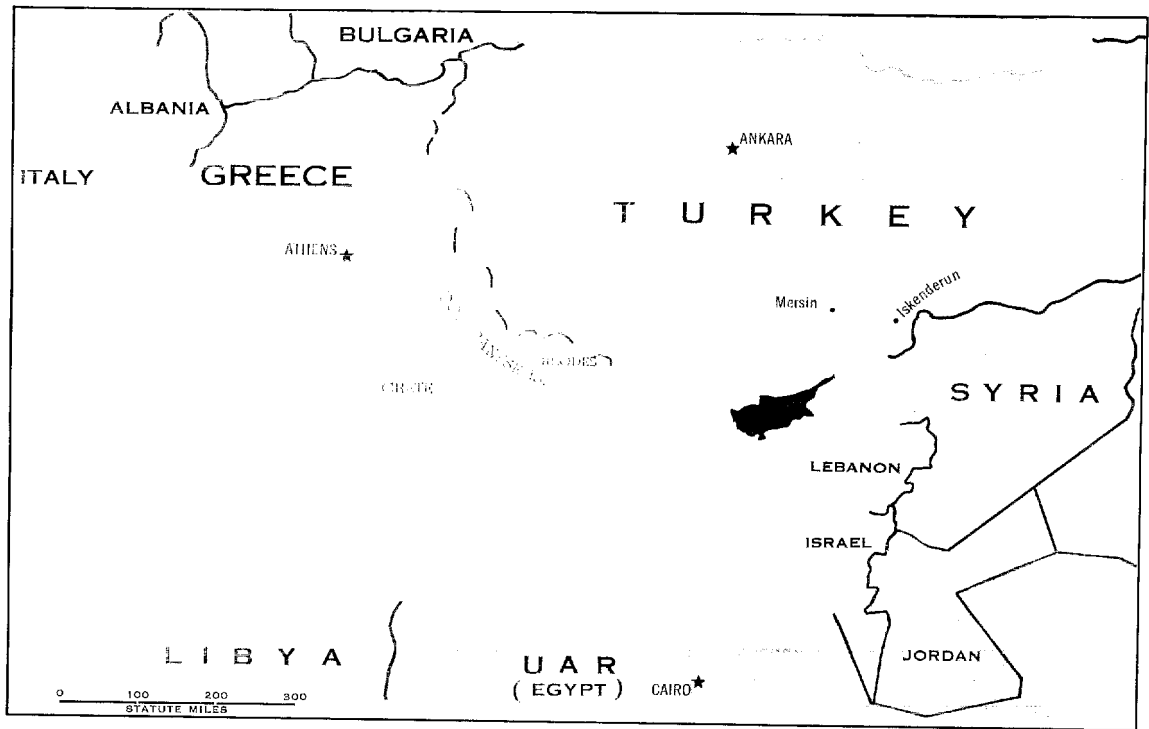 BULGARIA
ALBANIA
ANKARA
ITALY
GREECE
TURKEY
ATHENS
Mersin
Iskenderun
RHODES
CRETE
SYRIA
LEBANON
ISRAEL
LIBYA
UAR
(EGYPT)
CAIRO
JORDAN
0 100 200 300
STATUTE MILES